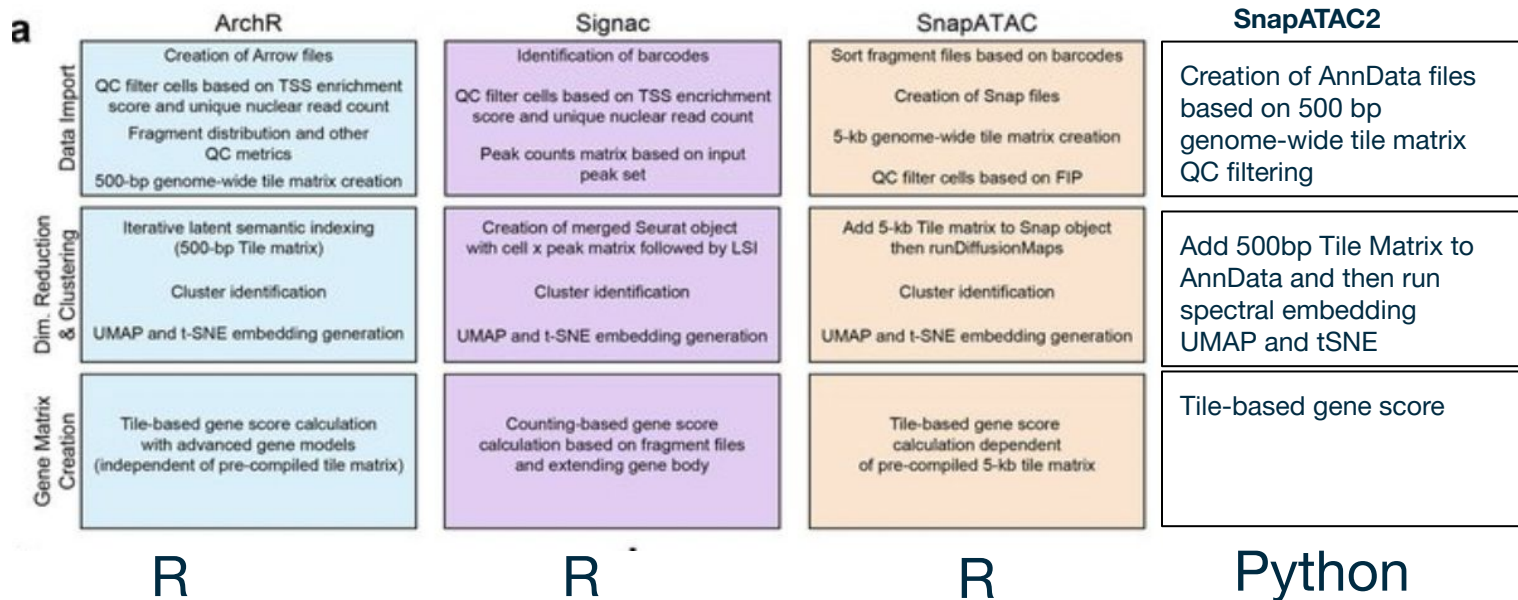 a
ArchR
Signac
SnapATAC
SnapATAC2
Data Import
Creation of Arrow files
QC filter cells based on TSS enrichment
score and unique nuclear read count
Fragment distribution and other
QC metrics
500-bp genome-wide tile matrix creation
Identification of barcodes
QC filter cells based on TSS encrichment
score and unique nuclear read count
Peak counts matrix based on input
peak set
Sort fragment files based on barcodes
Creation of Snap files
5-kb genome-wide tile matrix creation
QC filter cells based on FIP
Creation of AnnData files
based on 500 bp
genome-wide tile matrix
QC filtering
Dim. Reduction
& Clustering
Iterative latent semantic indexing
(500-bp Tile matrix)
Cluster identification
UMAP and t-SNE embedding generation
Creation of merged Seurat object
with cell x peak matrix followed by LSI
Cluster identification
UMAP and t-SNE embedding generation
Add 5-kb Tile matrix to Snap object
then runDiffusionMaps
Cluster identification
UMAP and t-SNE embedding generation
Add 500bp Tile Matrix to
AnnData and then run
spectral embedding
UMAP and tSNE
Gene Matrix
Creation
Tile-based gene score calculation
with advanced gene models
(independent of pre-compiled tile matrix)
Counting-based gene score
calculation based on fragment files
and extending gene body
Tile-based gene score
calculation dependent
of pre-compiled 5-kb tile matrix
Tile-based gene score
R
R
R
Python